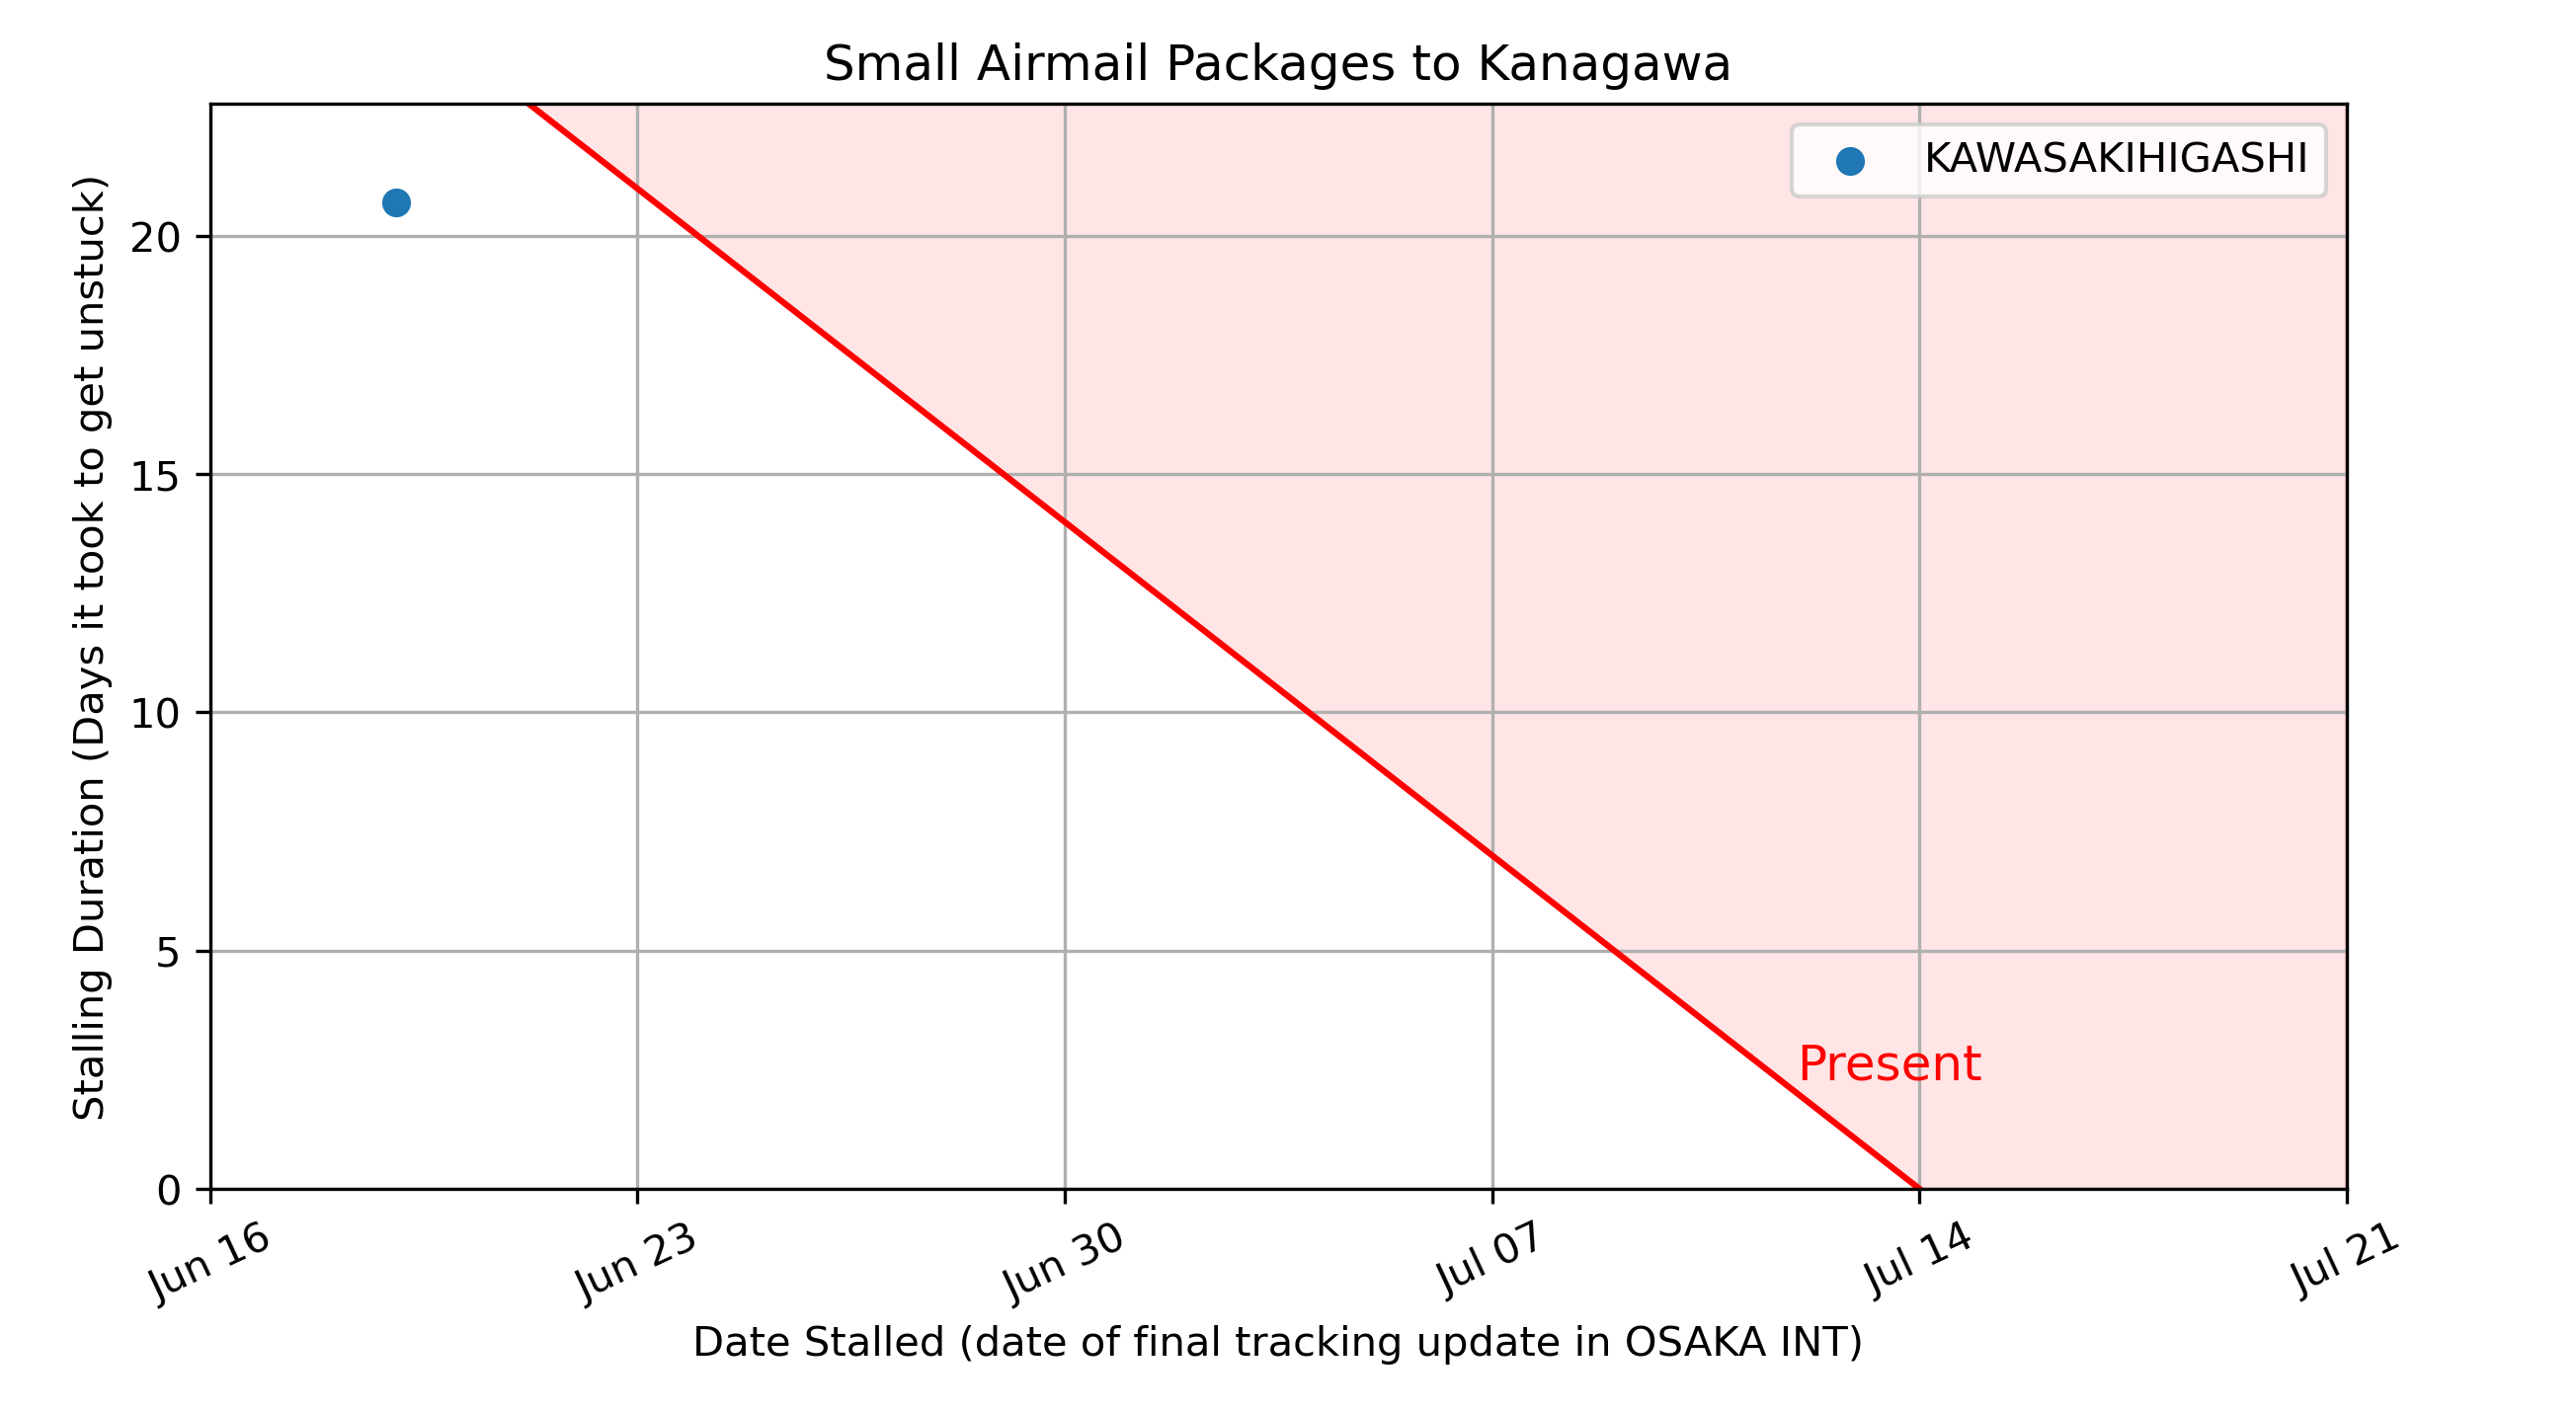 Small Airmail Packages to Kanagawa
KAWASAKIHIGASHI
Stalling Duration (Days it took to get unstuck)
20
15
10
5
0
Present
Jun 16
Jun 23
Jun 30
Jul 07
Jul 14
Jul 21
Date Stalled (date of final tracking update in OSAKA INT)